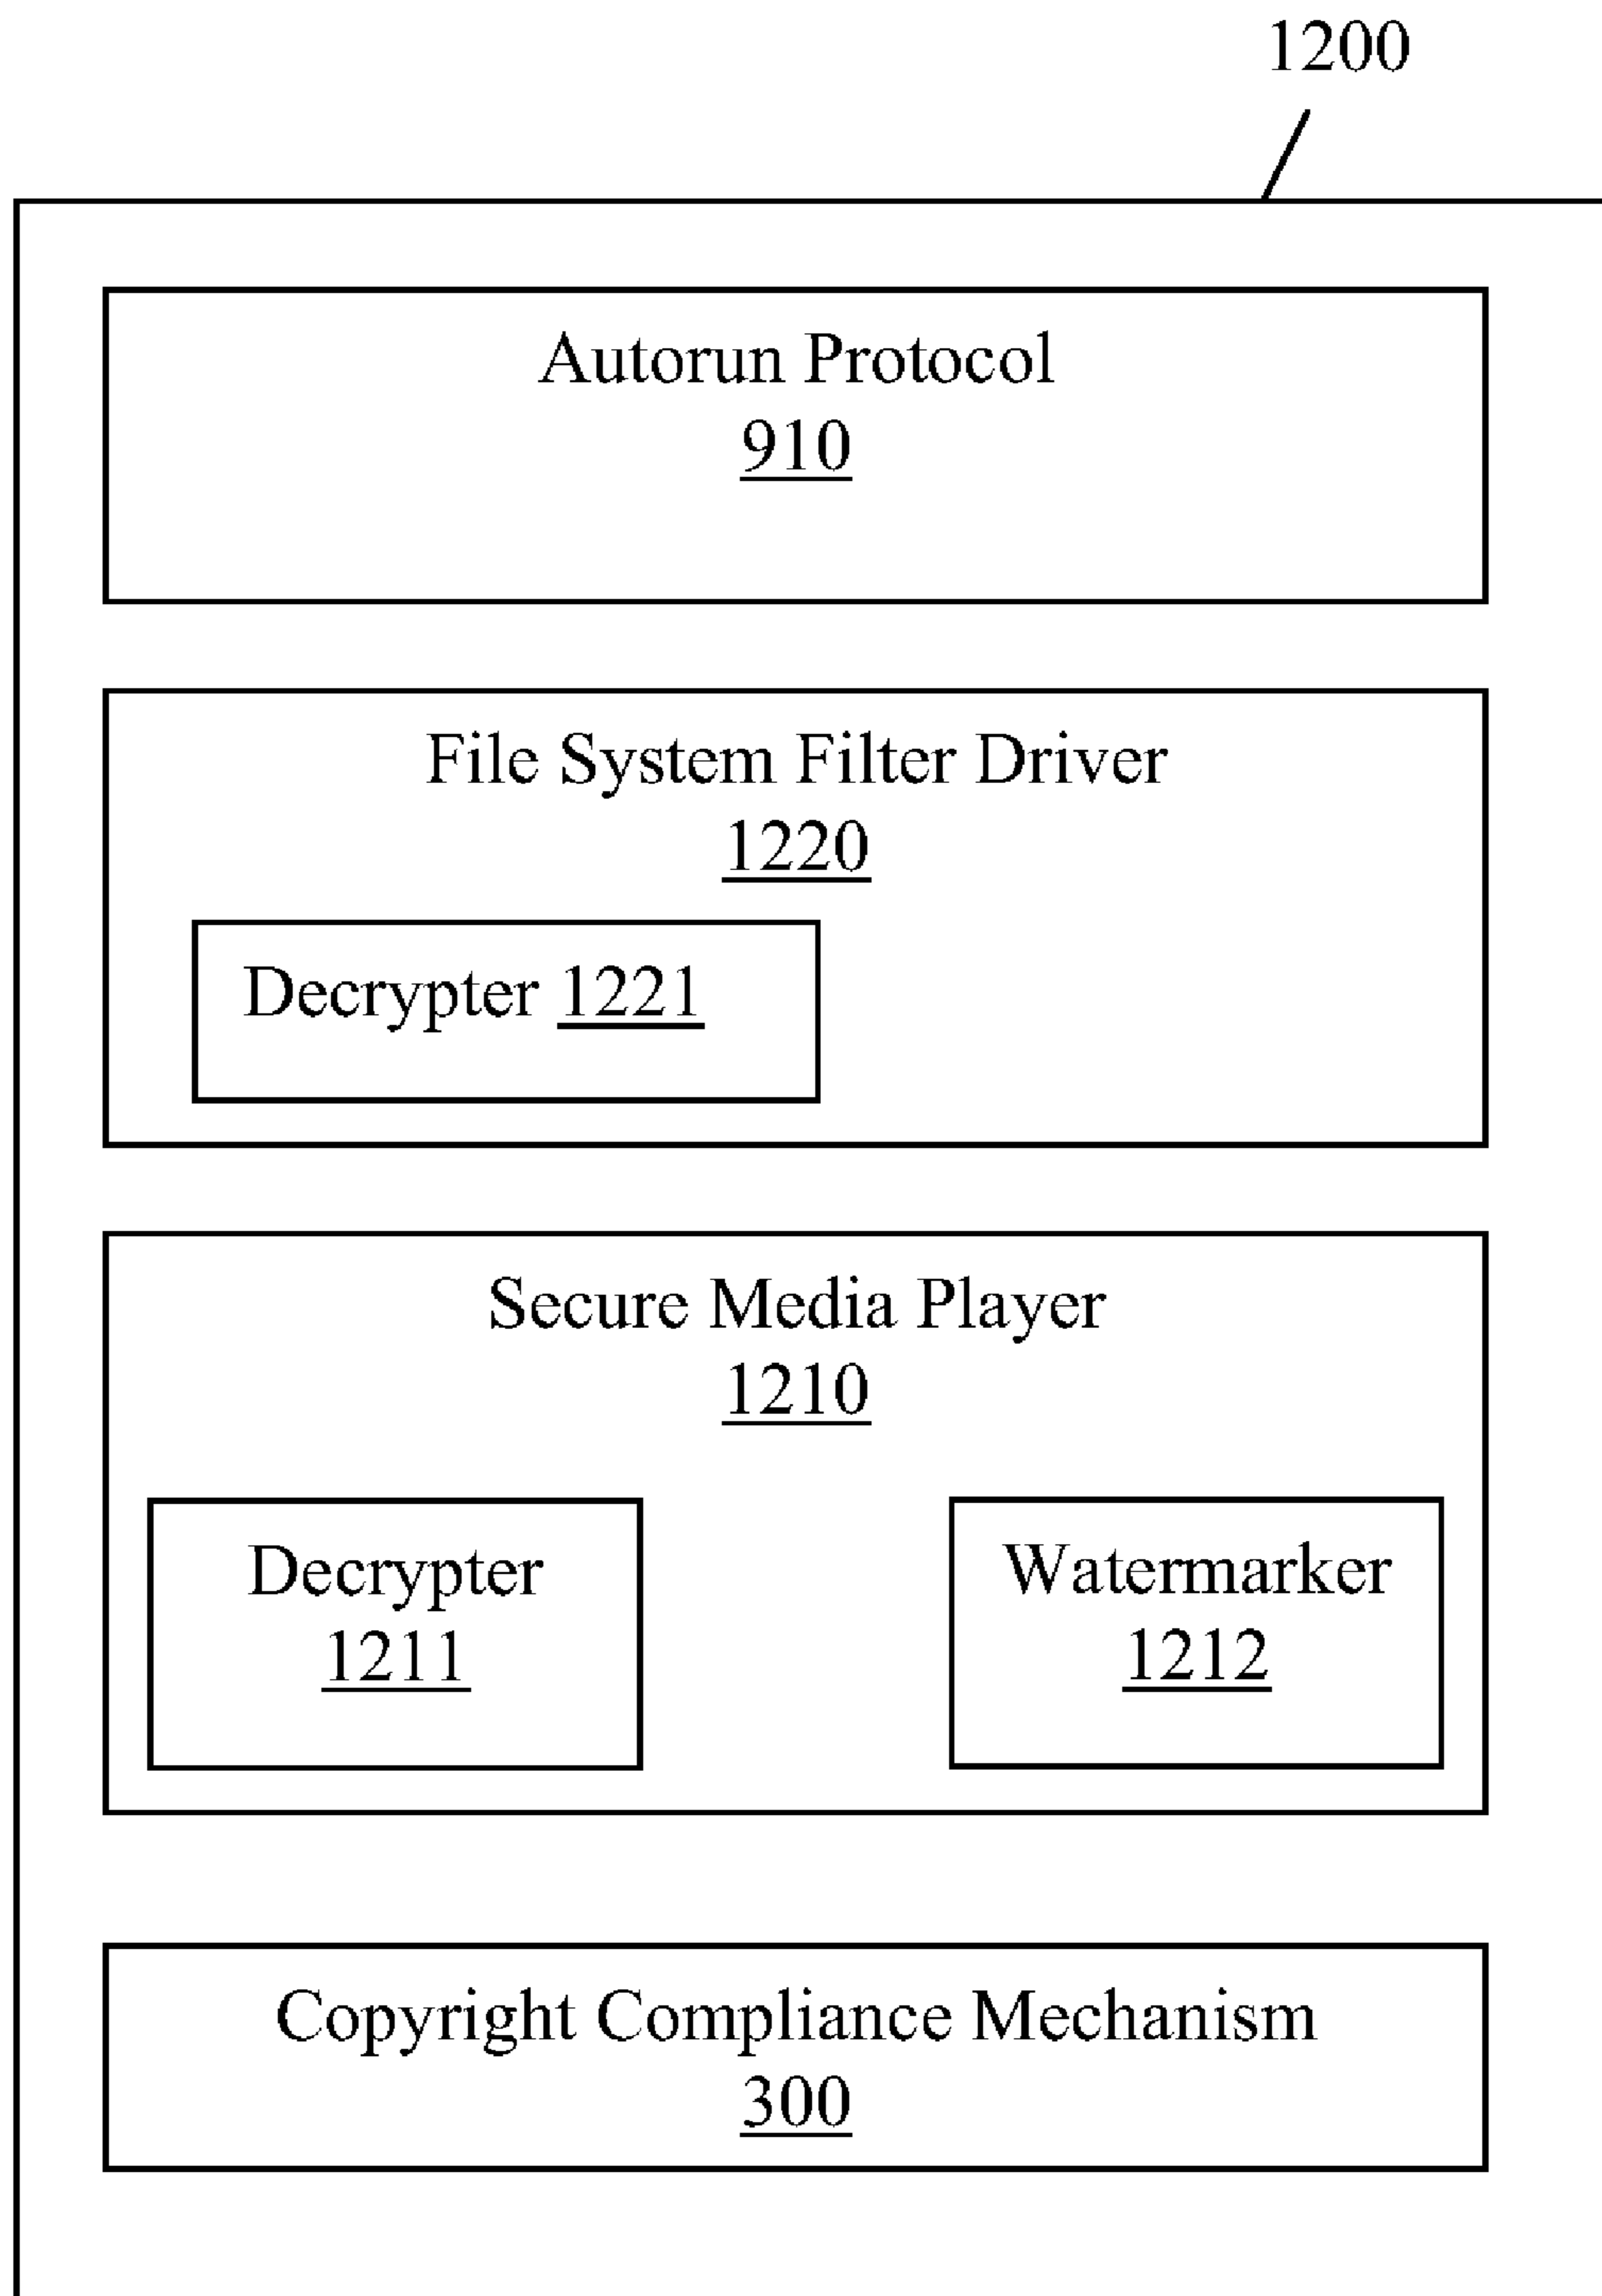 1200
Autorun Protocol
910
File System Filter Driver
1220
Decrypter 1221
Secure Media Player
1210
Decrypter
1211
Watermarker
1212
Copyright Compliance Mechanism
300